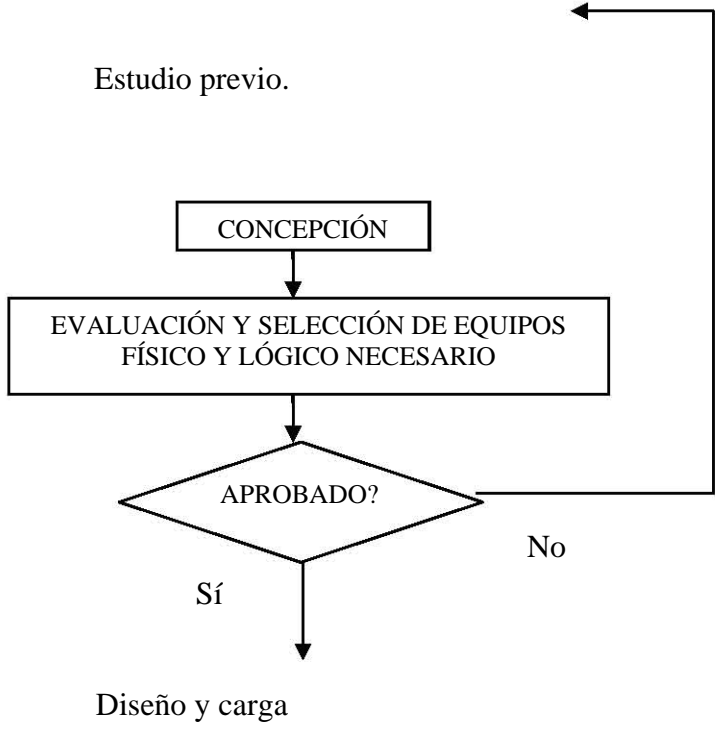 Estudio previo.
CONCEPCIÓN
EVALUACIÓN Y SELECCIÓN DE EQUIPOS
FÍSICO Y LÓGICO NECESARIO
APROBADO?
No
Sí
Diseño y carga